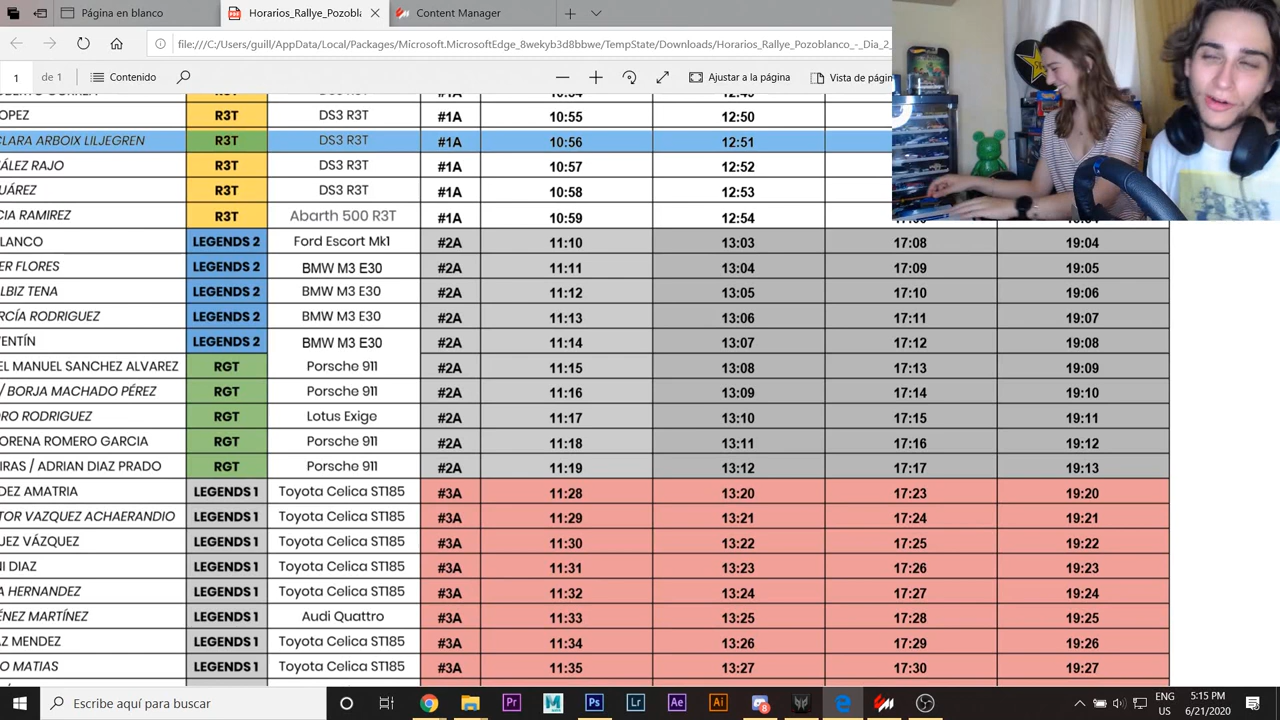 Página en blanco
Horarios_Rallye_Pozobla
Content Manager
file:///C:/Users/guill/AppData/Local/Packages/Microsoft.MicrosoftEdge_8wekyb3d8bbwe/TempState/Downloads/Horarios_Rallye_Pozoblanco_-_Dia_2_
1 de 1 Contenido Ajustar a la página Vista de págin
OPEZ R3T DS3 R3T #1A 10:55 12:50
CLARA ARBOIX LILJEGREN R3T DS3 R3T #1A 10:56 12:51
ÁLEZ RAJO R3T DS3 R3T #1A 10:57 12:52
UÁREZ R3T DS3 R3T #1A 10:58 12:53
CIA RAMIREZ R3T Abarth 500 R3T #1A 10:59 12:54
LANCO LEGENDS 2 Ford Escort Mk1 #2A 11:10 13:03 17:08 19:04
ER FLORES LEGENDS 2 BMW M3 E30 #2A 11:11 13:04 17:09 19:05
ALBIZ TENA LEGENDS 2 BMW M3 E30 #2A 11:12 13:05 17:10 19:06
RCÍA RODRIGUEZ LEGENDS 2 BMW M3 E30 #2A 11:13 13:06 17:11 19:07
VENTÍN LEGENDS 2 BMW M3 E30 #2A 11:14 13:07 17:12 19:08
EL MANUEL SANCHEZ ALVAREZ RGT Porsche 911 #2A 11:15 13:08 17:13 19:09
/ BORJA MACHADO PÉREZ RGT Porsche 911 #2A 11:16 13:09 17:14 19:10
DRO RODRIGUEZ RGT Lotus Exige #2A 11:17 13:10 17:15 19:11
ORENA ROMERO GARCIA RGT Porsche 911 #2A 11:18 13:11 17:16 19:12
IRAS / ADRIAN DIAZ PRADO RGT Porsche 911 #2A 11:19 13:12 17:17 19:13
DEZ AMATRIA LEGENDS 1 Toyota Celica ST185 #3A 11:28 13:20 17:23 19:20
TOR VAZQUEZ ACHAERANDIO LEGENDS 1 Toyota Celica ST185 #3A 11:29 13:21 17:24 19:21
UEZ VÁZQUEZ LEGENDS 1 Toyota Celica ST185 #3A 11:30 13:22 17:25 19:22
NI DIAZ LEGENDS 1 Toyota Celica ST185 #3A 11:31 13:23 17:26 19:23
A HERNANDEZ LEGENDS 1 Toyota Celica ST185 #3A 11:32 13:24 17:27 19:24
ÉNEZ MARTÍNEZ LEGENDS 1 Audi Quattro #3A 11:33 13:25 17:28 19:25
AZ MENDEZ LEGENDS 1 Toyota Celica ST185 #3A 11:34 13:26 17:29 19:26
O MATIAS LEGENDS 1 Toyota Celica ST185 #3A 11:35 13:27 17:30 19:27
Escribe aquí para buscar Pr Ps Lr Ae Ai 8 ENG 5:15 PM
US 6/21/2020